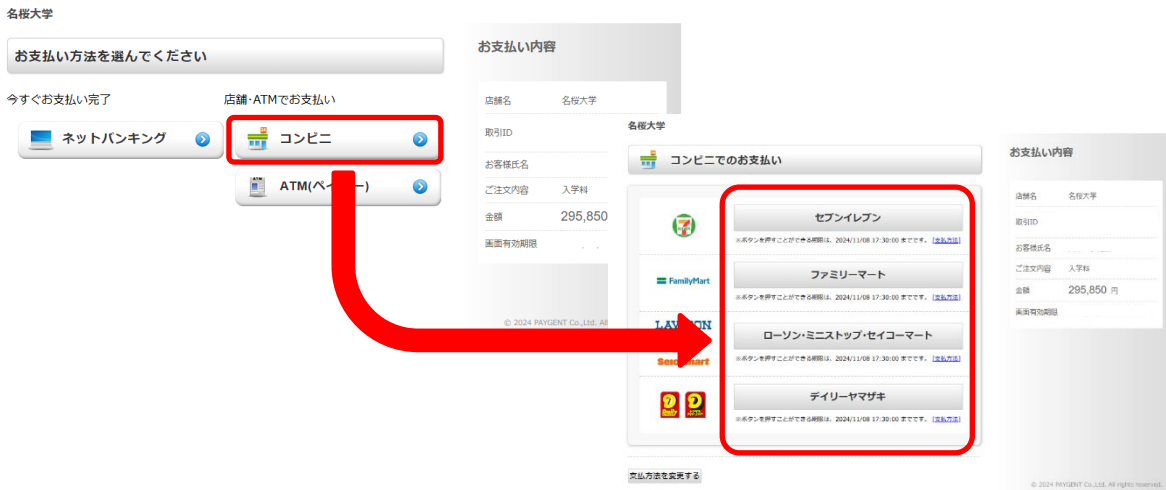 名桜大学
お支払い方法を選んでください
今すぐお支払い完了
店舗・ATMでお支払い
ネットバンキング
コンビニ
ATM(ペ
ー)
お支払い内容
店舗名 名桜大学
取引ID
お客様氏名
ご注文内容 入学料
金額 295,850
画面有効期限
© 2024 PAYGENT Co.,Ltd. All
名桜大学
コンビニでのお支払い
セブンイレブン
※ボタンを押すことができる期限は、2024/11/08 17:30:00 までです。 [支払方法]
FamilyMart
ファミリーマート
※ボタンを押すことができる期限は、2024/11/08 17:30:00 までです。 [支払方法]
ローソン・ミニストップ・セイコーマート
※ボタンを押すことができる期限は、2024/11/08 17:30:00 までです。 [支払方法]
デイリーヤマザキ
※ボタンを押すことができる期限は、2024/11/08 17:30:00 までです。 [支払方法]
支払方法を変更する
お支払い内容
店舗名 名桜大学
取引ID
お客様氏名
ご注文内容 入学料
金額 295,850 円
画面有効期限
© 2024 PAYGENT Co.,Ltd. All rights reserved.